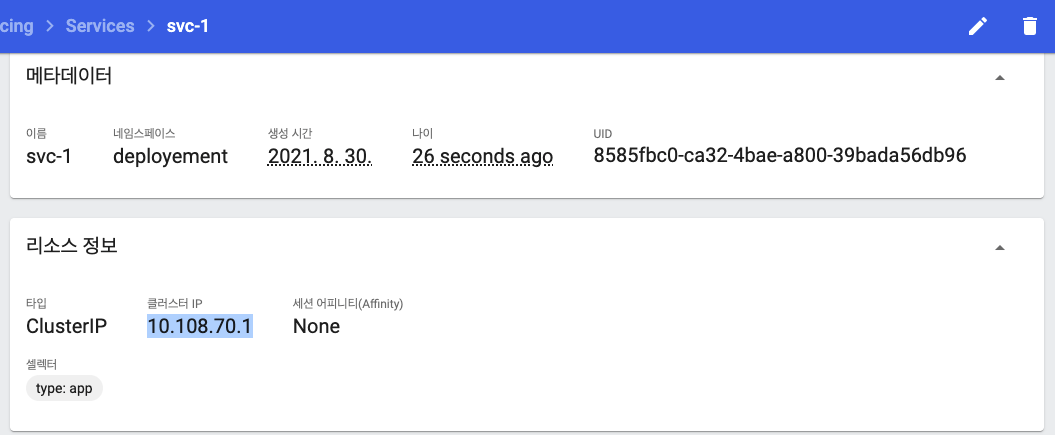 cing > Services > svc-1
메타데이터
이름 네임스페이스 생성 시간 나이 UID
svc-1 deployement 2021. 8. 30. 26 seconds ago 8585fbc0-ca32-4bae-a800-39bada56db96
리소스 정보
타입 클러스터 IP 세션 어피니티(Affinity)
ClusterIP 10.108.70.1 None
셀렉터
type: app